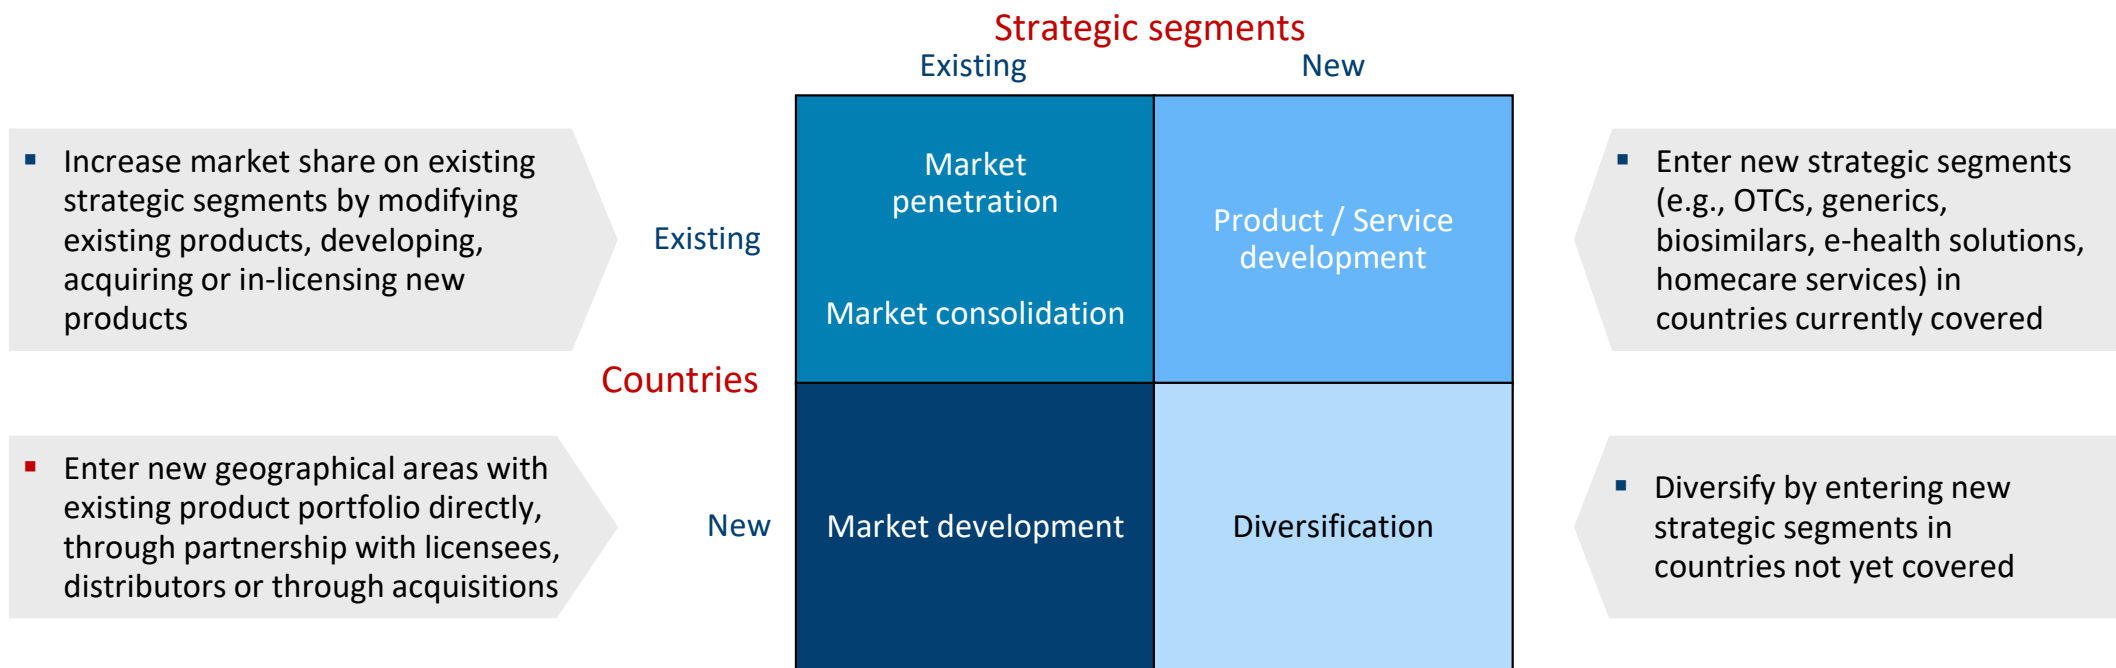 Strategic segments
Existing
New
▪ Increase market share on existing
strategic segments by modifying
existing products, developing,
acquiring or in-licensing new
products
Existing
Market
penetration
Market consolidation
Product / Service
development
▪ Enter new strategic segments
(e.g., OTCs, generics,
biosimilars, e-health solutions,
homecare services) in
countries currently covered
Countries
▪ Enter new geographical areas with
existing product portfolio directly,
through partnership with licensees,
distributors or through acquisitions
New
Market development
Diversification
▪ Diversify by entering new
strategic segments in
countries not yet covered